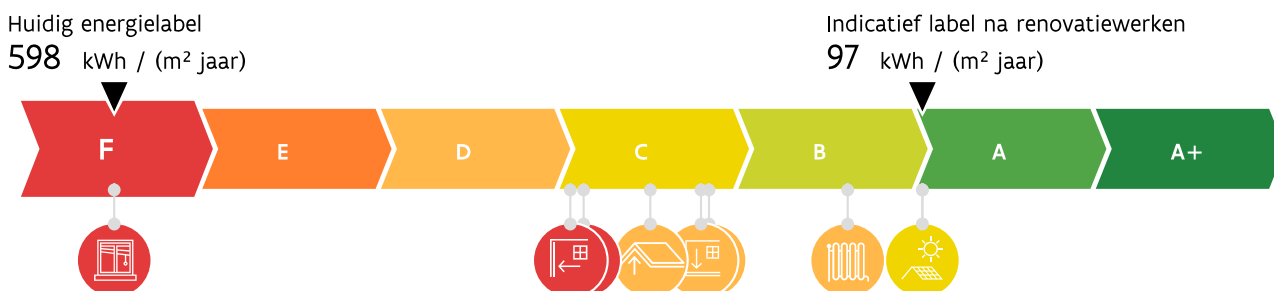 Huidig energielabel
598 kWh / (m² jaar)
Indicatief label na renovatiewerken
97 kWh / (m² jaar)
F E D C B A A+